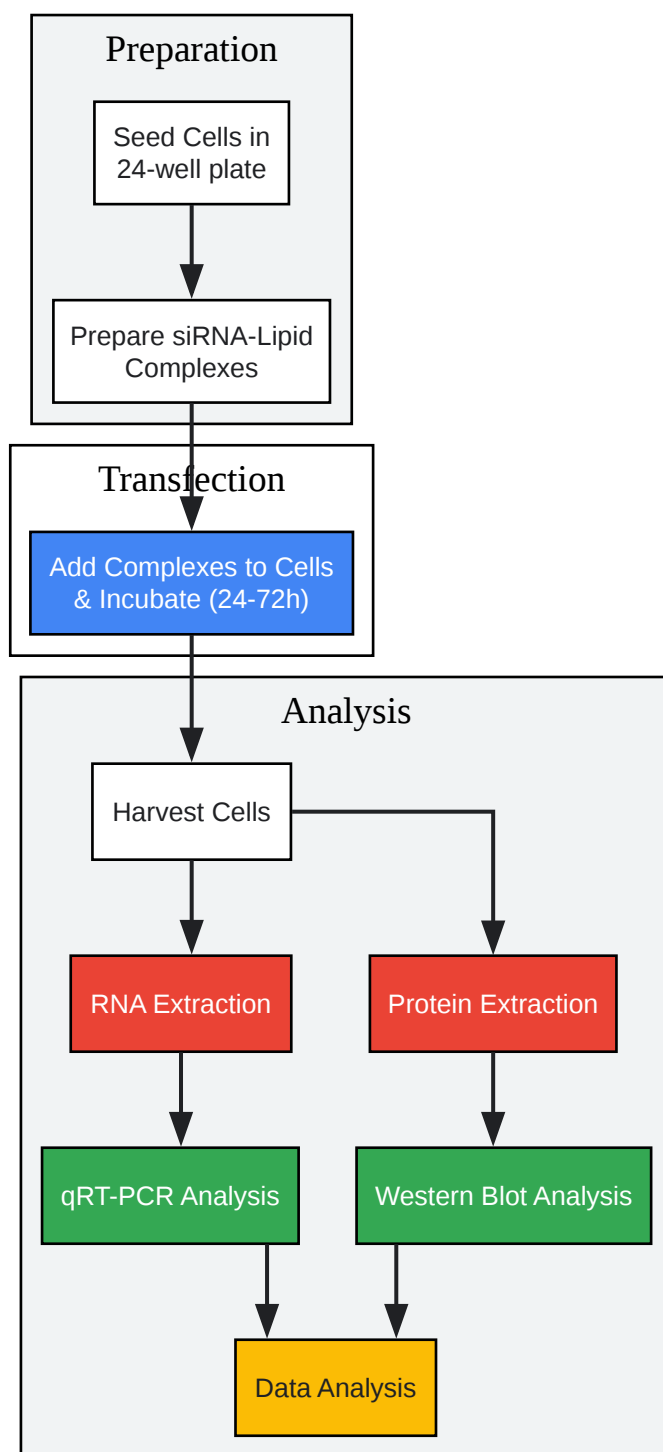 Preparation
Seed Cells in
24-well plate
Prepare siRNA-Lipid
Complexes
Transfection
Add Complexes to Cells
& Incubate (24-72h)
Analysis
Harvest Cells
RNA Extraction
Protein Extraction
qRT-PCR Analysis
Western Blot Analysis
Data Analysis